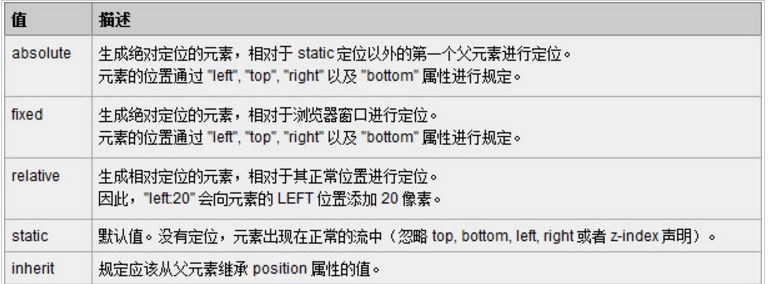 值 描述
absolute 生成绝对定位的元素，相对于 static 定位以外的第一个父元素进行定位。
元素的位置通过 "left", "top", "right" 以及 "bottom" 属性进行规定。
fixed 生成绝对定位的元素，相对于浏览器窗口进行定位。
元素的位置通过 "left", "top", "right" 以及 "bottom" 属性进行规定。
relative 生成相对定位的元素，相对于其正常位置进行定位。
因此，"left:20" 会向元素的 LEFT 位置添加 20 像素。
static 默认值。没有定位，元素出现在正常的流中（忽略 top, bottom, left, right 或者 z-index 声明）。
inherit 规定应该从父元素继承 position 属性的值。